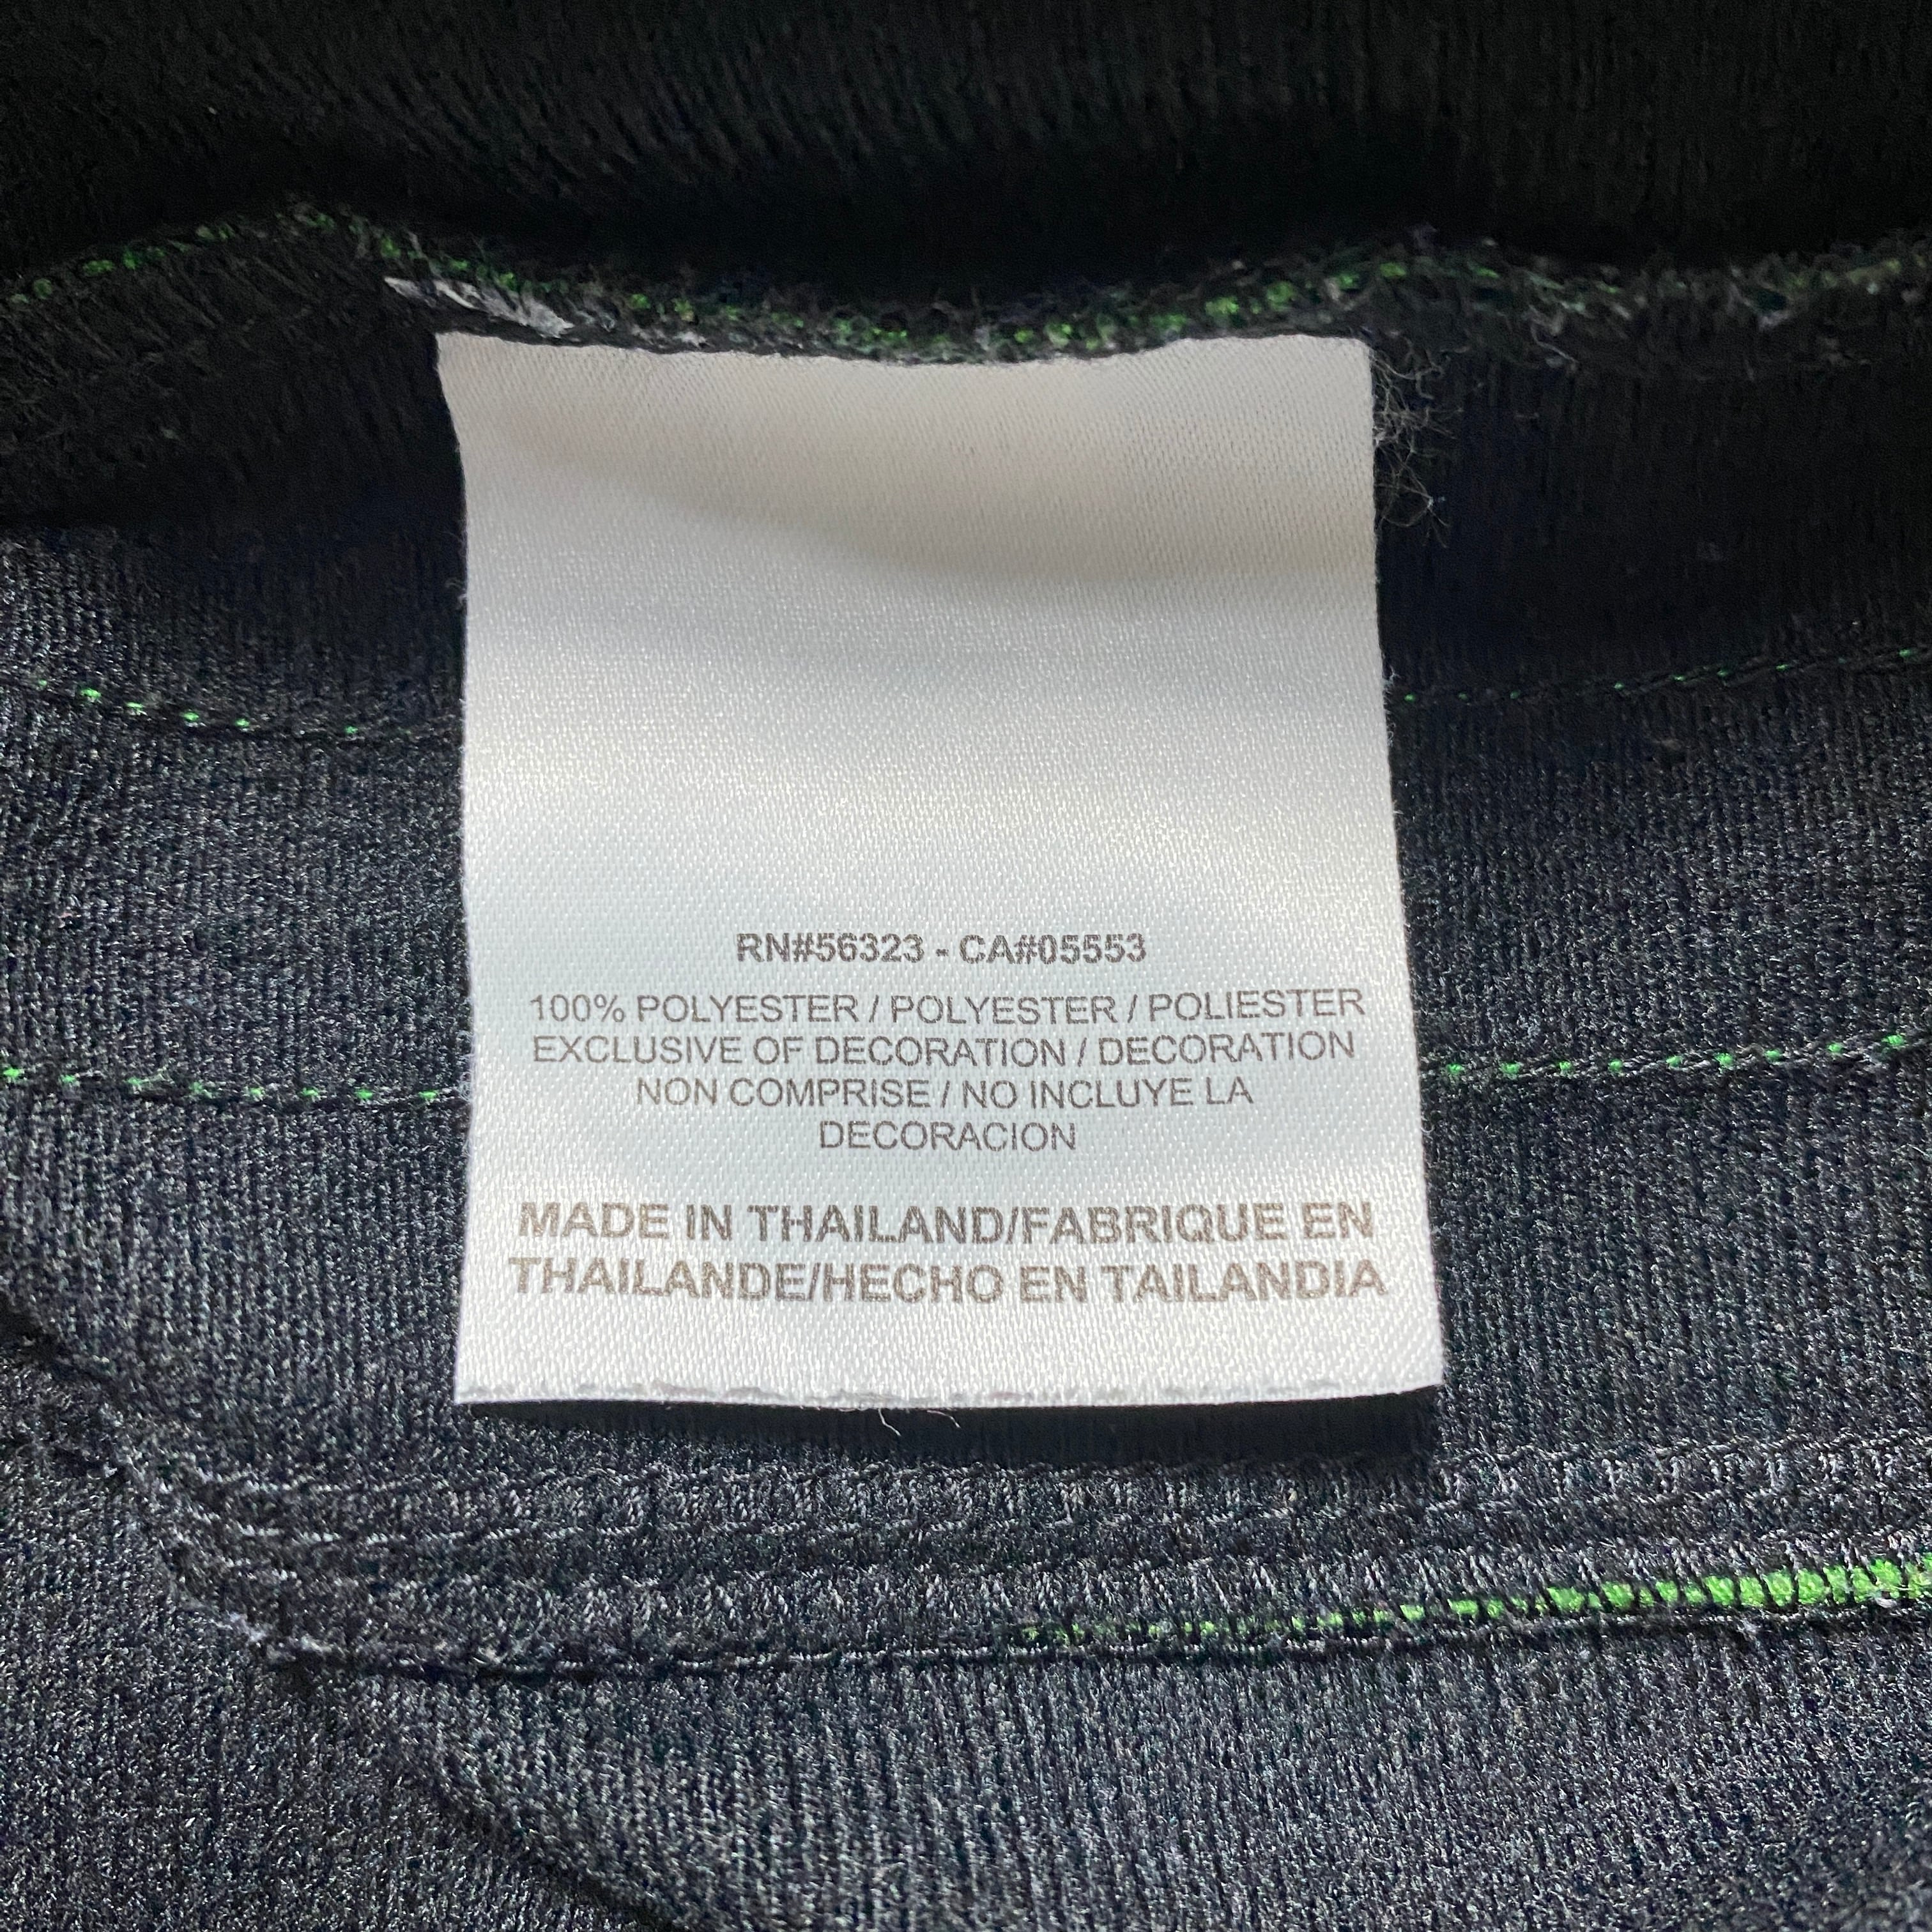 RN#56323 - CA#05553
100% POLYESTER / POLYESTER / POLIESTER
EXCLUSIVE OF DECORATION / DECORATION
NON COMPRISE / NO INCLUYE LA
DECORACION
MADE IN THAILAND/FABRIQUE EN
THAILANDE/HECHO EN TAILANDIA